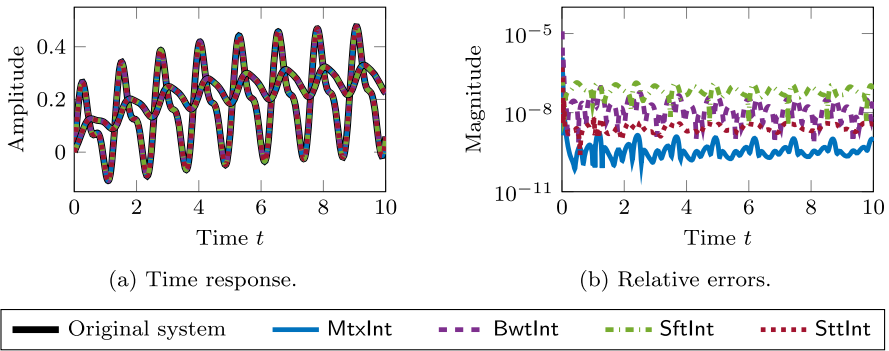 Amplitude
0.4
0.2
0
0 2 4 6 8 10
Time t
(a) Time response.
Magnitude
10⁻⁵
10⁻⁸
10⁻¹¹
0 2 4 6 8 10
Time t
(b) Relative errors.
Original system MtxInt BwtInt SftInt SttInt